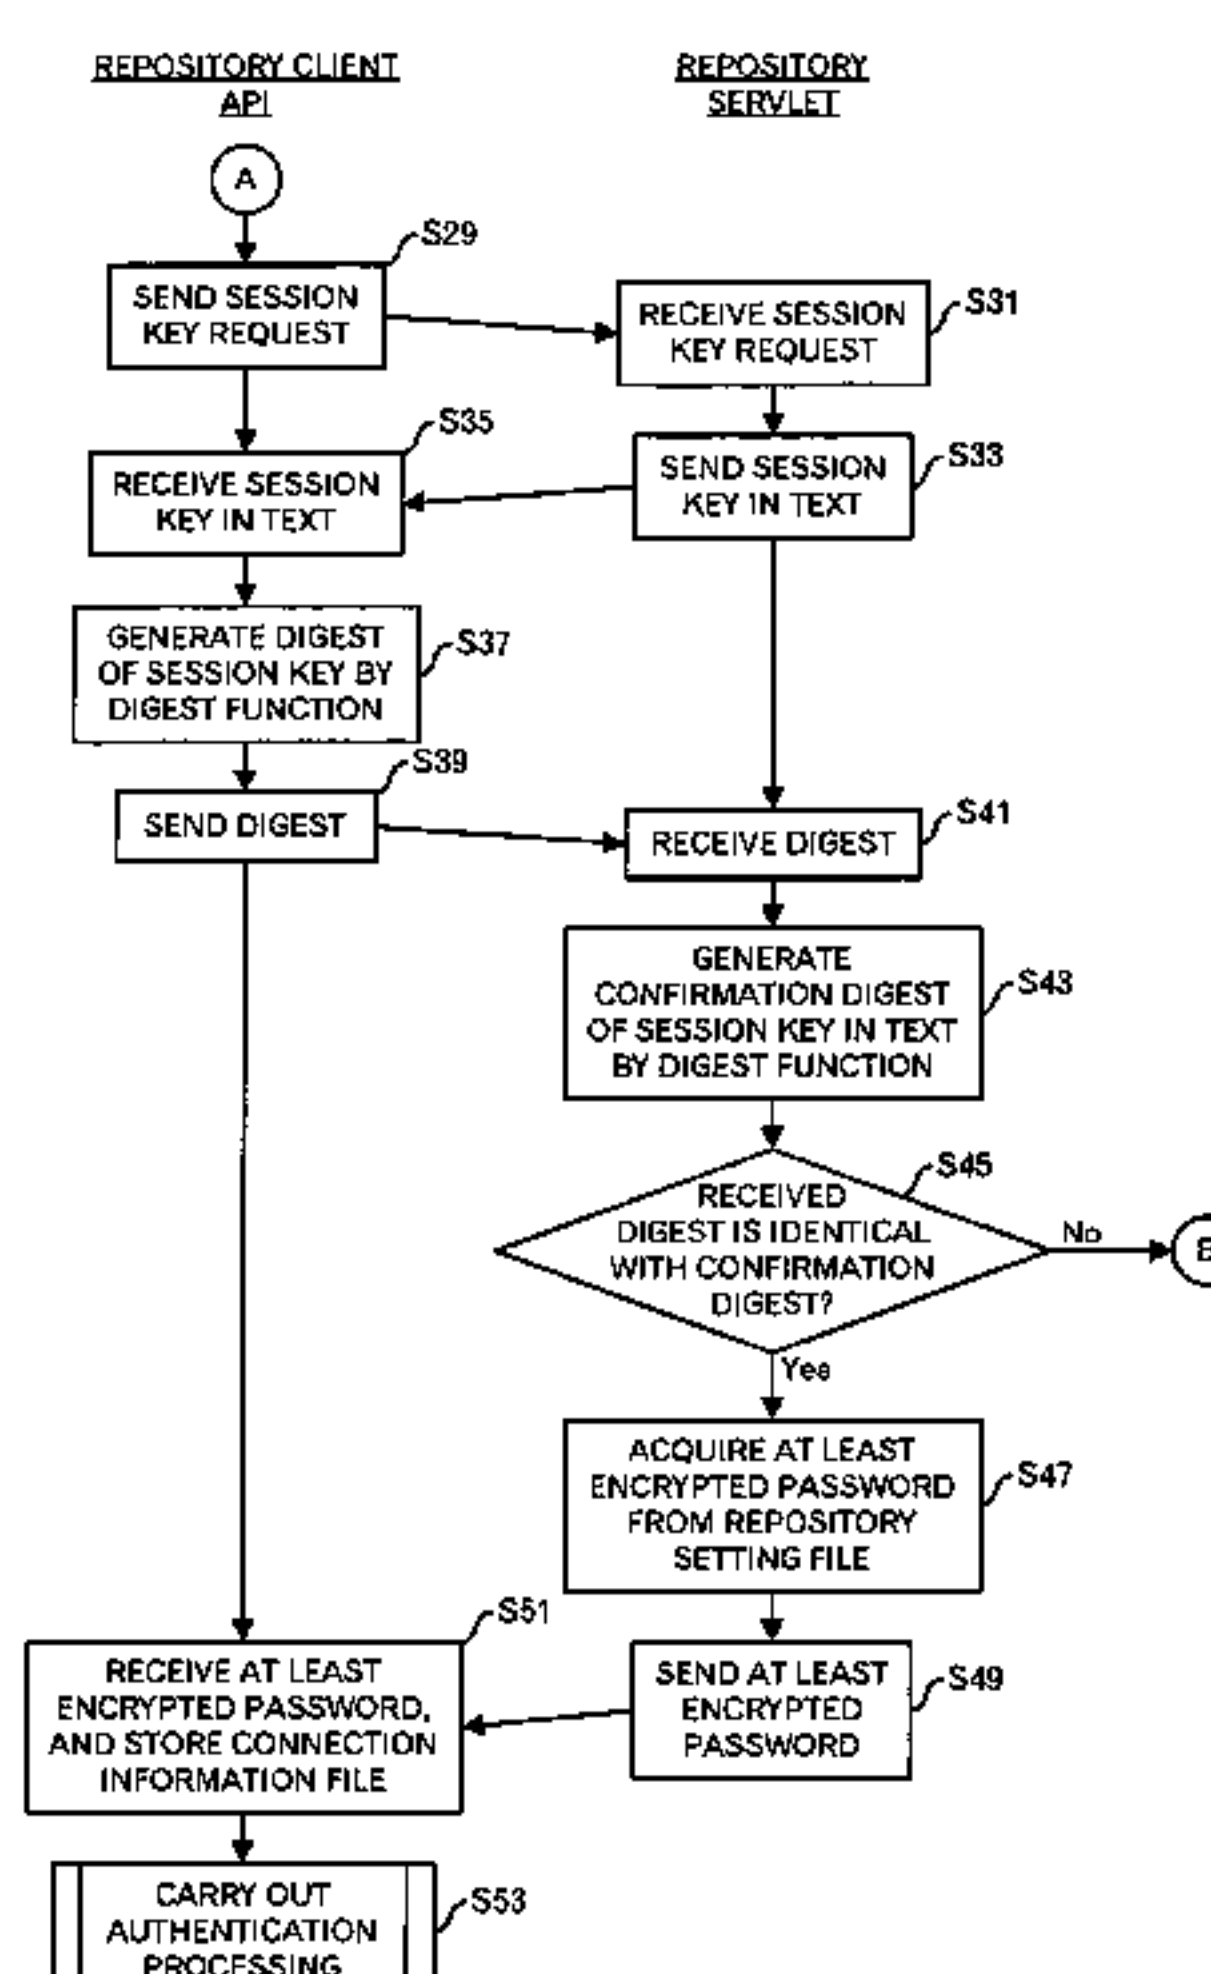 REPOSITORY CLIENT
API
REPOSITORY
SERVLET
A
S29
SEND SESSION
KEY REQUEST
S31
RECEIVE SESSION
KEY REQUEST
S35
RECEIVE SESSION
KEY IN TEXT
S33
SEND SESSION
KEY IN TEXT
S37
GENERATE DIGEST
OF SESSION KEY BY
DIGEST FUNCTION
S39
SEND DIGEST
S41
RECEIVE DIGEST
S43
GENERATE
CONFIRMATION DIGEST
OF SESSION KEY IN TEXT
BY DIGEST FUNCTION
S45
RECEIVED
DIGEST IS IDENTICAL
WITH CONFIRMATION
DIGEST?
No
Yes
S47
ACQUIRE AT LEAST
ENCRYPTED PASSWORD
FROM REPOSITORY
SETTING FILE
S51
RECEIVE AT LEAST
ENCRYPTED PASSWORD,
AND STORE CONNECTION
INFORMATION FILE
S49
SEND AT LEAST
ENCRYPTED
PASSWORD
S53
CARRY OUT
AUTHENTICATION
PROCESSING